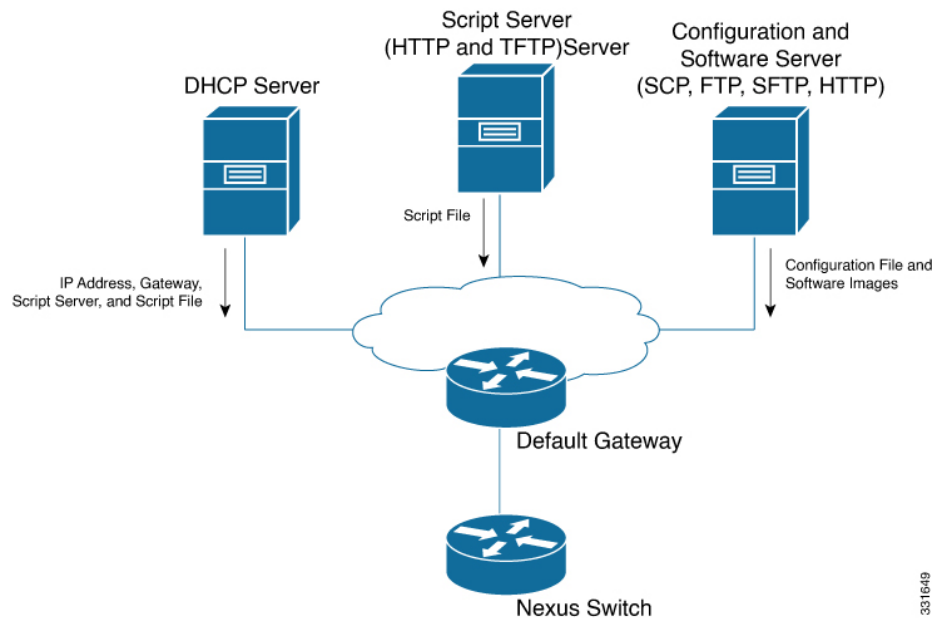 Script Server
(HTTP and TFTP)Server
Configuration and
Software Server
(SCP, FTP, SFTP, HTTP)
DHCP Server
Script File
IP Address, Gateway,
Script Server, and Script File
Configuration File and
Software Images
Default Gateway
Nexus Switch
331649